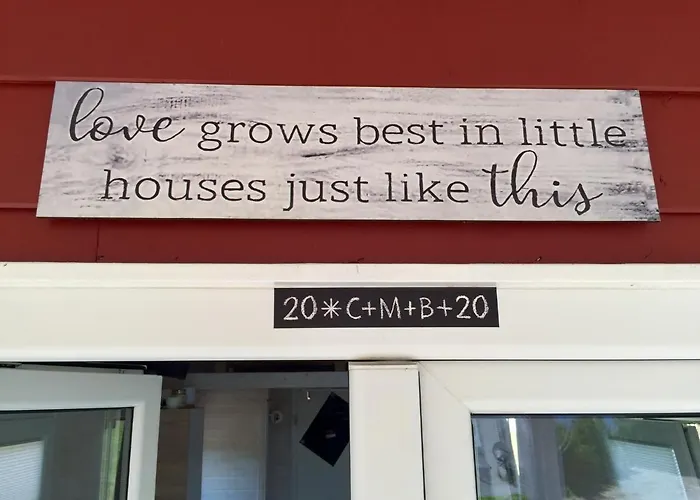 love grows best in little
houses just like this
20*C+M+B+20